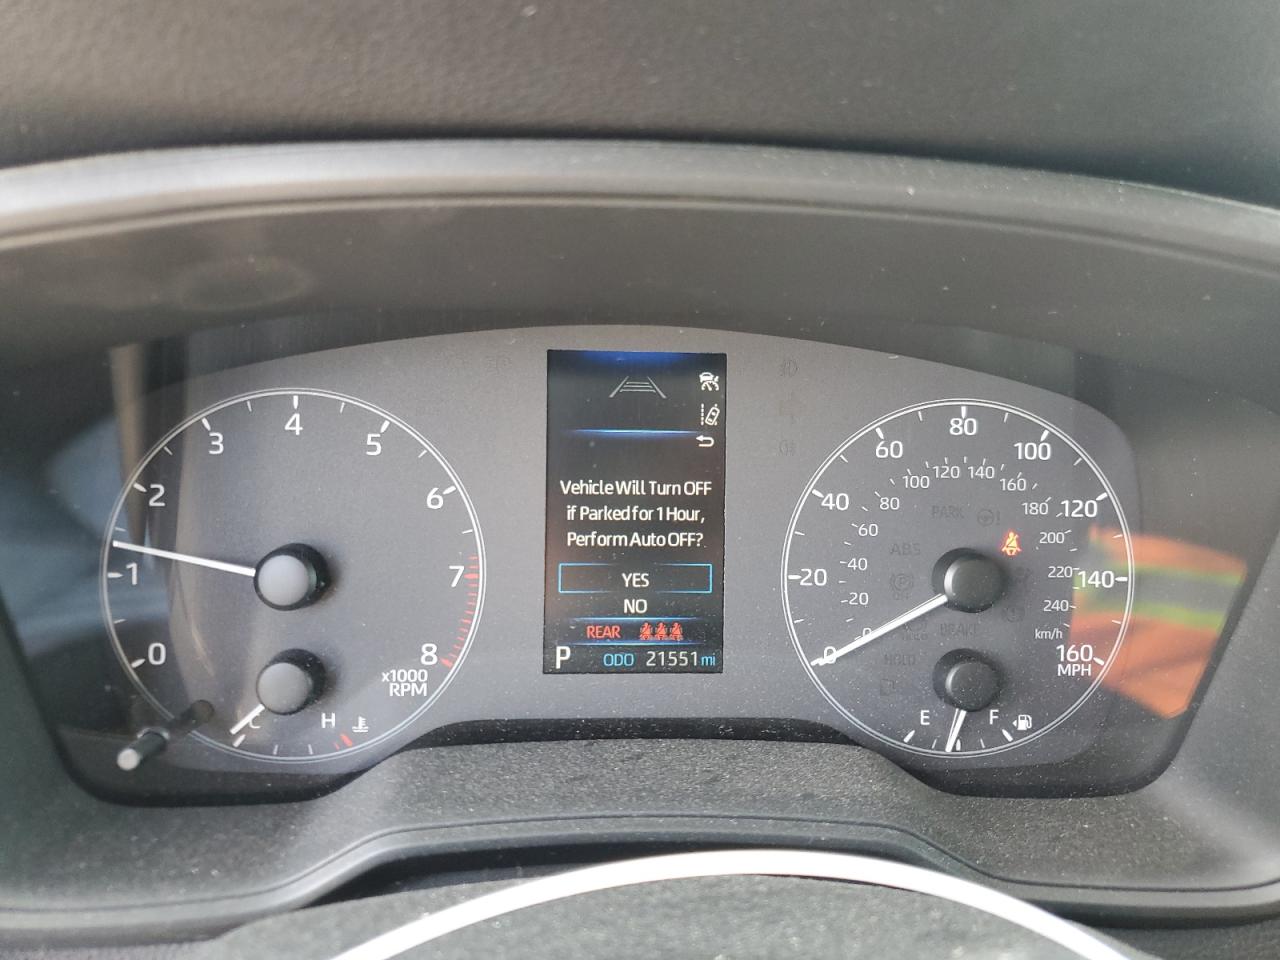 0
1
2
3
4
5
6
7
8
x1000
RPM
C
H
Vehicle Will Turn OFF
if Parked for 1 Hour,
Perform Auto OFF?
YES
NO
REAR
P ODO 21551 mi
0
20
40
60
80
100
120
140
160
MPH
0
20
40
60
80
100
120
140
160
180
200
220
240
km/h
PARK
ABS
BRAKE
HOLD
E
F